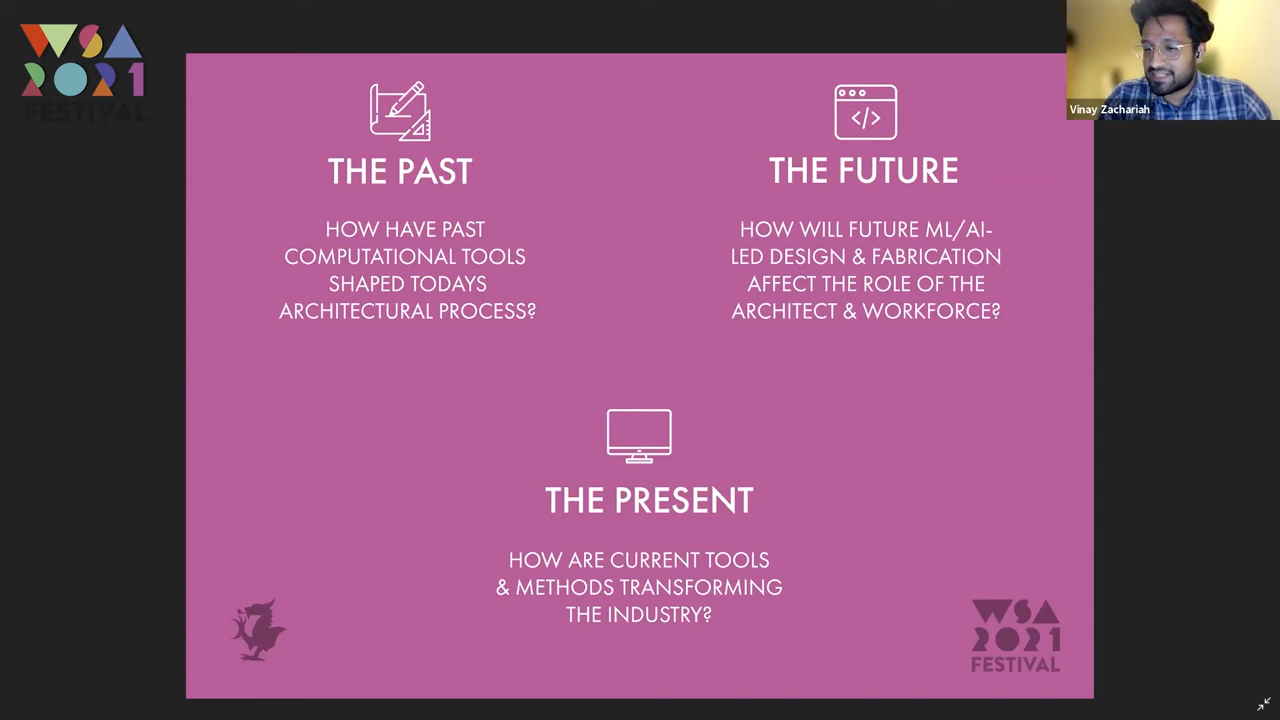 WSA
2021
FESTIVAL
Vinay Zachariah
THE PAST
HOW HAVE PAST
COMPUTATIONAL TOOLS
SHAPED TODAYS
ARCHITECTURAL PROCESS?
THE FUTURE
</>
HOW WILL FUTURE ML/AI-
LED DESIGN & FABRICATION
AFFECT THE ROLE OF THE
ARCHITECT & WORKFORCE?
THE PRESENT
HOW ARE CURRENT TOOLS
& METHODS TRANSFORMING
THE INDUSTRY?
WSA
2021
FESTIVAL